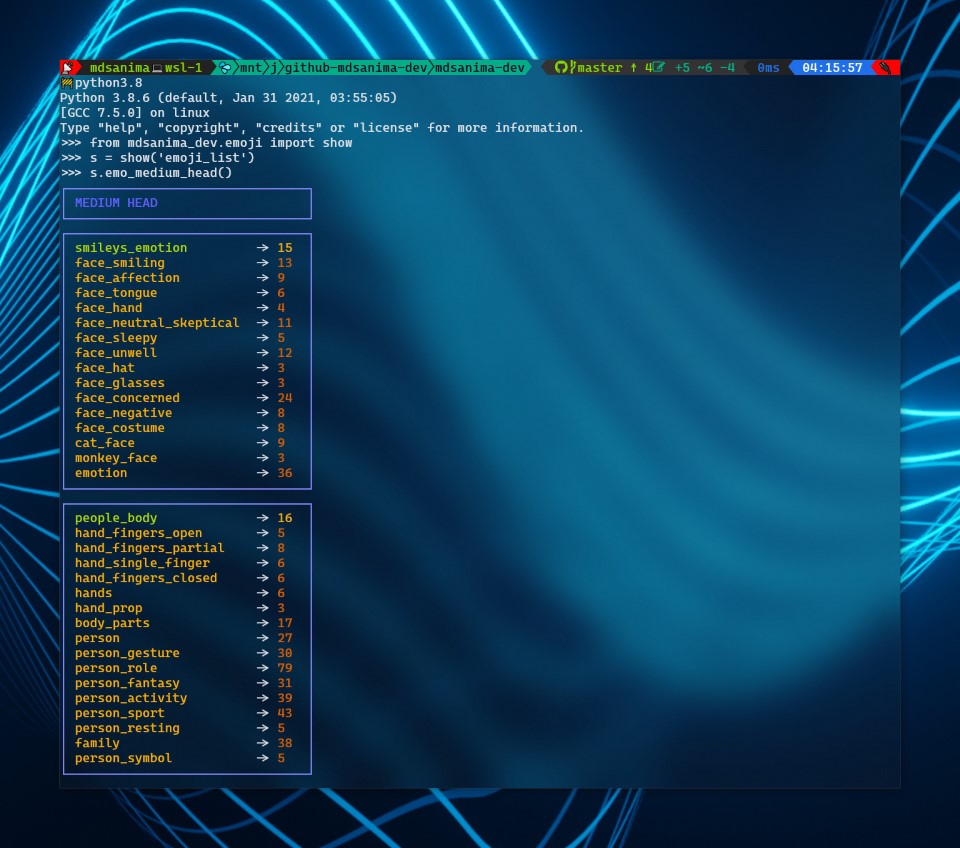 mdsanima wsl-1 mnt j github-mdsanima-dev mdsanima-dev master ↑ 4 +5 ~6 -4 0ms 04:15:57
python3.8
Python 3.8.6 (default, Jan 31 2021, 03:55:05)
[GCC 7.5.0] on linux
Type "help", "copyright", "credits" or "license" for more information.
>>> from mdsanima_dev.emoji import show
>>> s = show('emoji_list')
>>> s.emo_medium_head()
MEDIUM HEAD
smileys_emotion → 15
face_smiling → 13
face_affection → 9
face_tongue → 6
face_hand → 4
face_neutral_skeptical → 11
face_sleepy → 5
face_unwell → 12
face_hat → 3
face_glasses → 3
face_concerned → 24
face_negative → 8
face_costume → 8
cat_face → 9
monkey_face → 3
emotion → 36
people_body → 16
hand_fingers_open → 5
hand_fingers_partial → 8
hand_single_finger → 6
hand_fingers_closed → 6
hands → 6
hand_prop → 3
body_parts → 17
person → 27
person_gesture → 30
person_role → 79
person_fantasy → 31
person_activity → 39
person_sport → 43
person_resting → 5
family → 38
person_symbol → 5